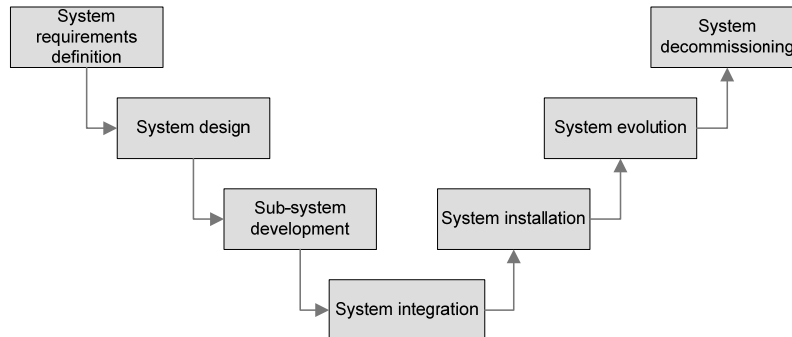 System
requirements
definition
System
decommissioning
System design
System evolution
Sub-system
development
System installation
System integration